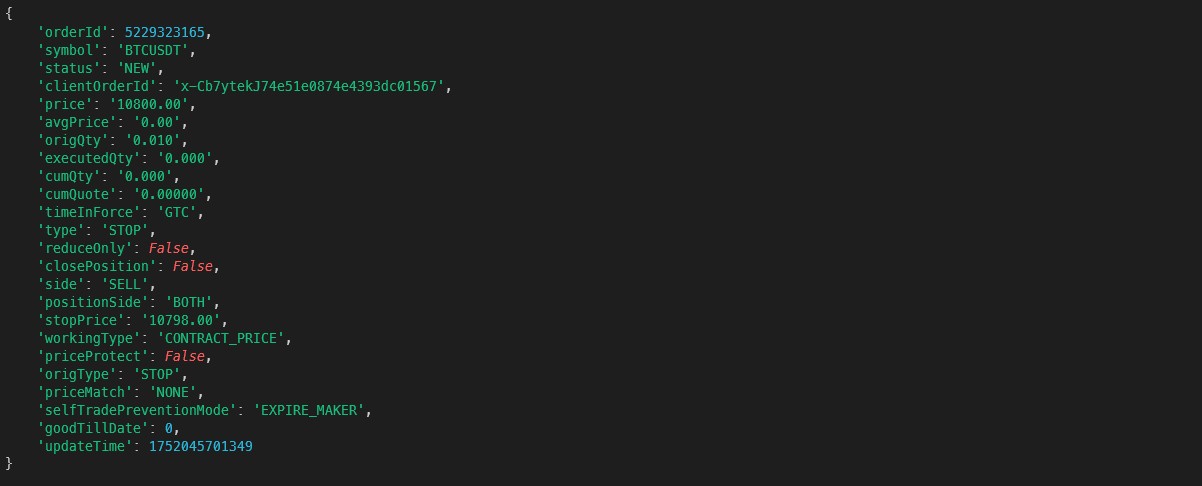 {
    'orderId': 5229323165,
    'symbol': 'BTCUSDT',
    'status': 'NEW',
    'clientOrderId': 'x-Cb7ytekJ74e51e0874e4393dc01567',
    'price': '10800.00',
    'avgPrice': '0.00',
    'origQty': '0.010',
    'executedQty': '0.000',
    'cumQty': '0.000',
    'cumQuote': '0.00000',
    'timeInForce': 'GTC',
    'type': 'STOP',
    'reduceOnly': False,
    'closePosition': False,
    'side': 'SELL',
    'positionSide': 'BOTH',
    'stopPrice': '10798.00',
    'workingType': 'CONTRACT_PRICE',
    'priceProtect': False,
    'origType': 'STOP',
    'priceMatch': 'NONE',
    'selfTradePreventionMode': 'EXPIRE_MAKER',
    'goodTillDate': 0,
    'updateTime': 1752045701349
}